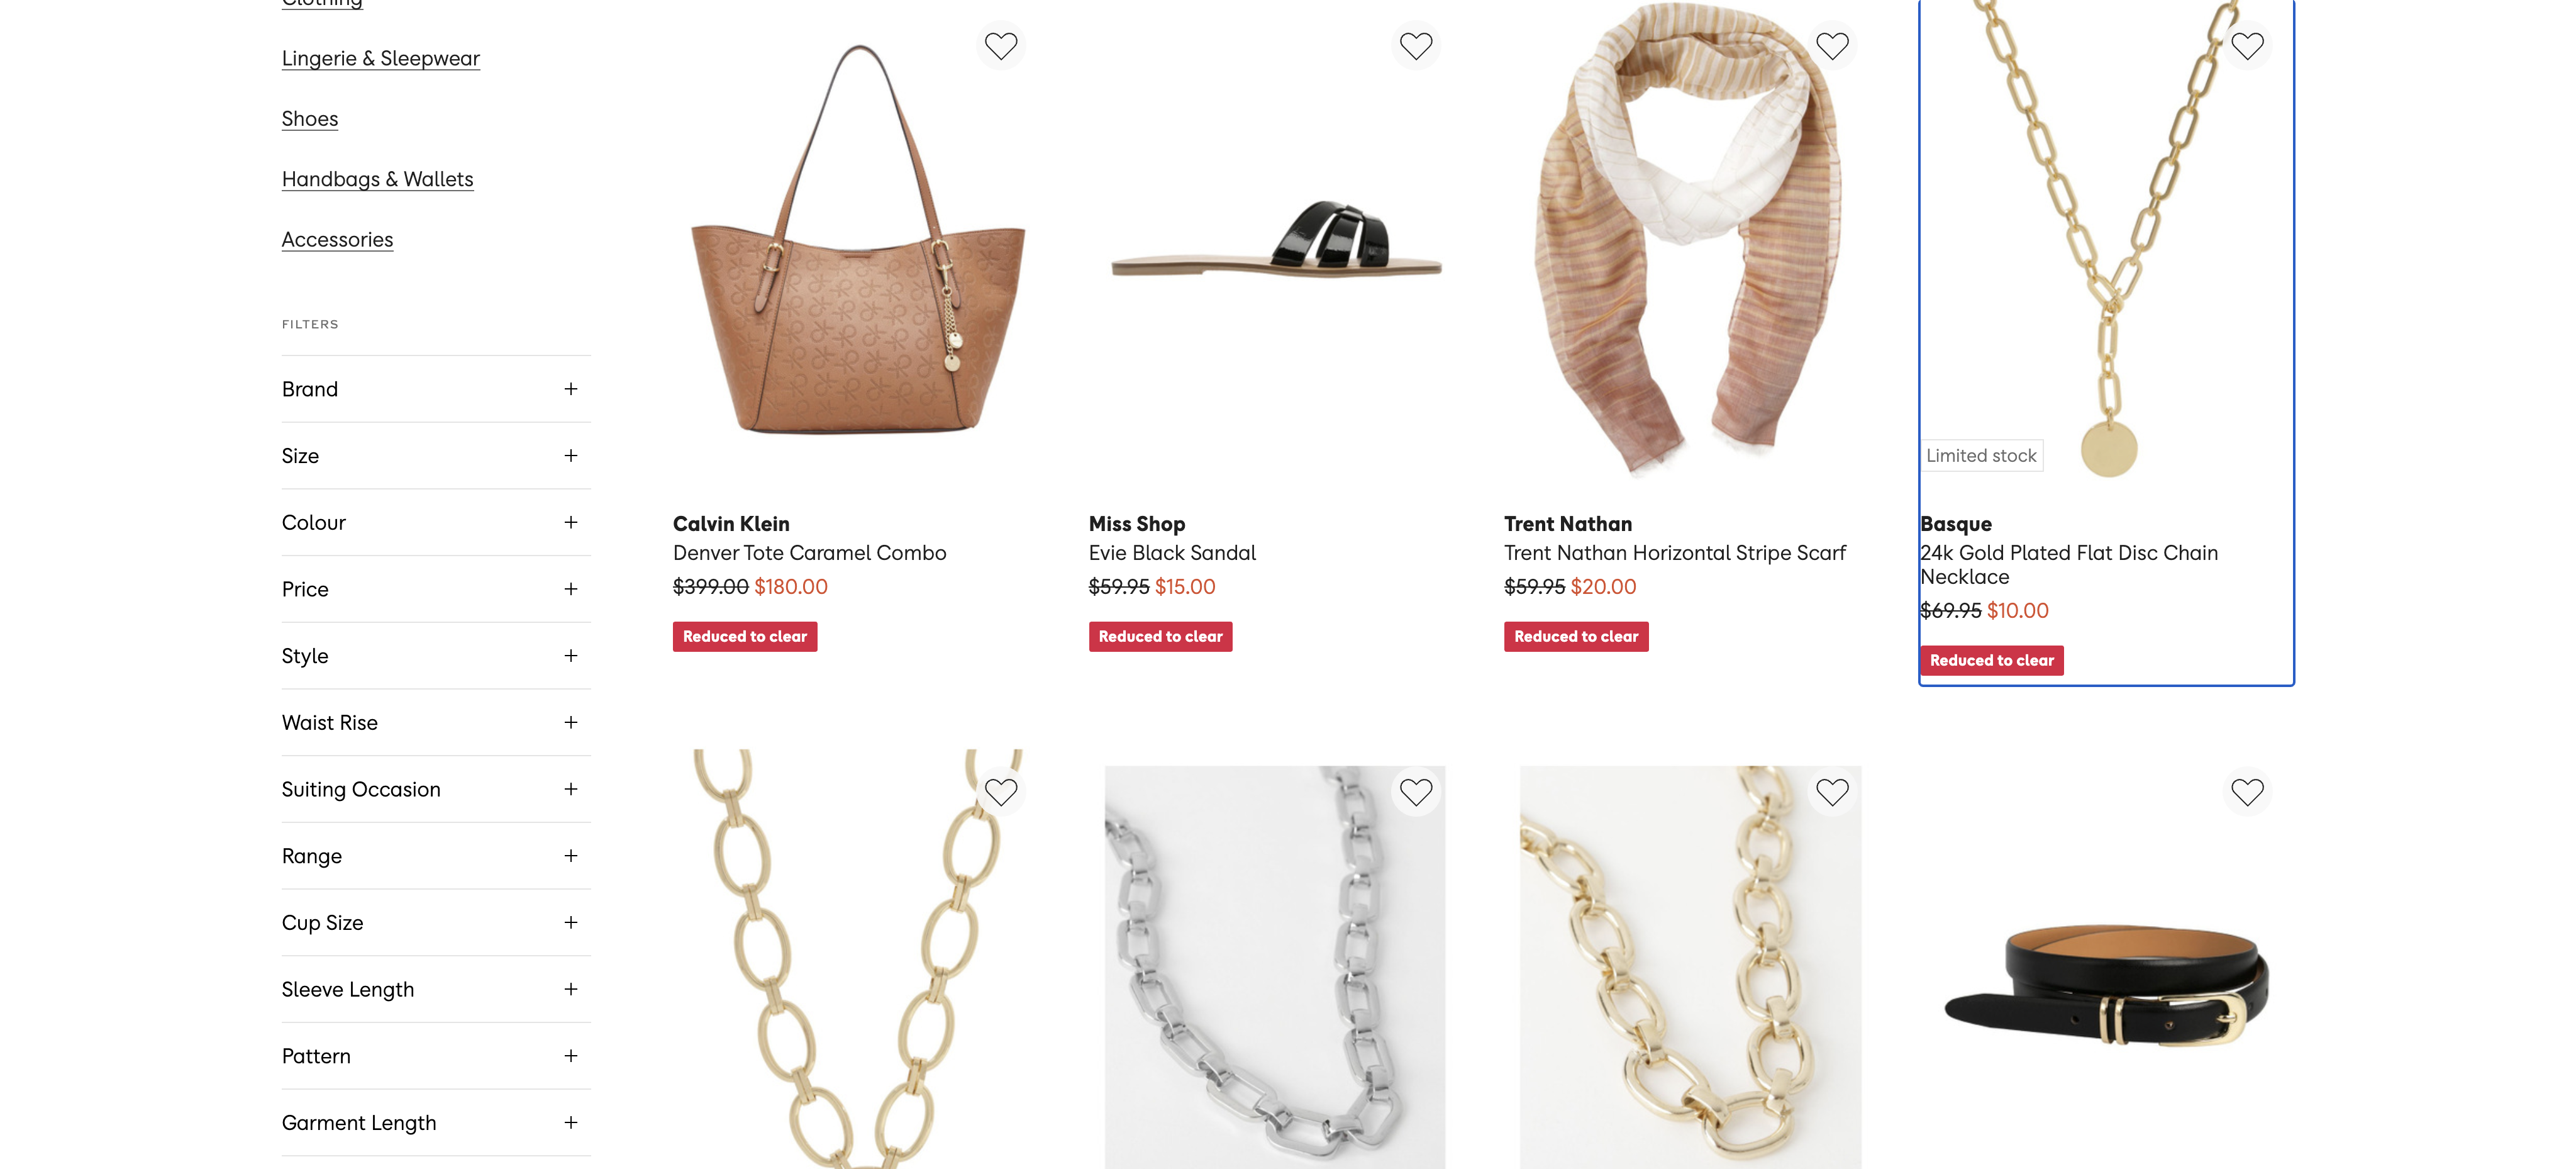 Clothing
Lingerie & Sleepwear
Shoes
Handbags & Wallets
Accessories
FILTERS
Brand
Size
Colour
Price
Style
Waist Rise
Suiting Occasion
Range
Cup Size
Sleeve Length
Pattern
Garment Length
Calvin Klein
Denver Tote Caramel Combo
$399.00 $180.00
Reduced to clear
Miss Shop
Evie Black Sandal
$59.95 $15.00
Reduced to clear
Trent Nathan
Trent Nathan Horizontal Stripe Scarf
$59.95 $20.00
Reduced to clear
Limited stock
Basque
24k Gold Plated Flat Disc Chain
Necklace
$69.95 $10.00
Reduced to clear